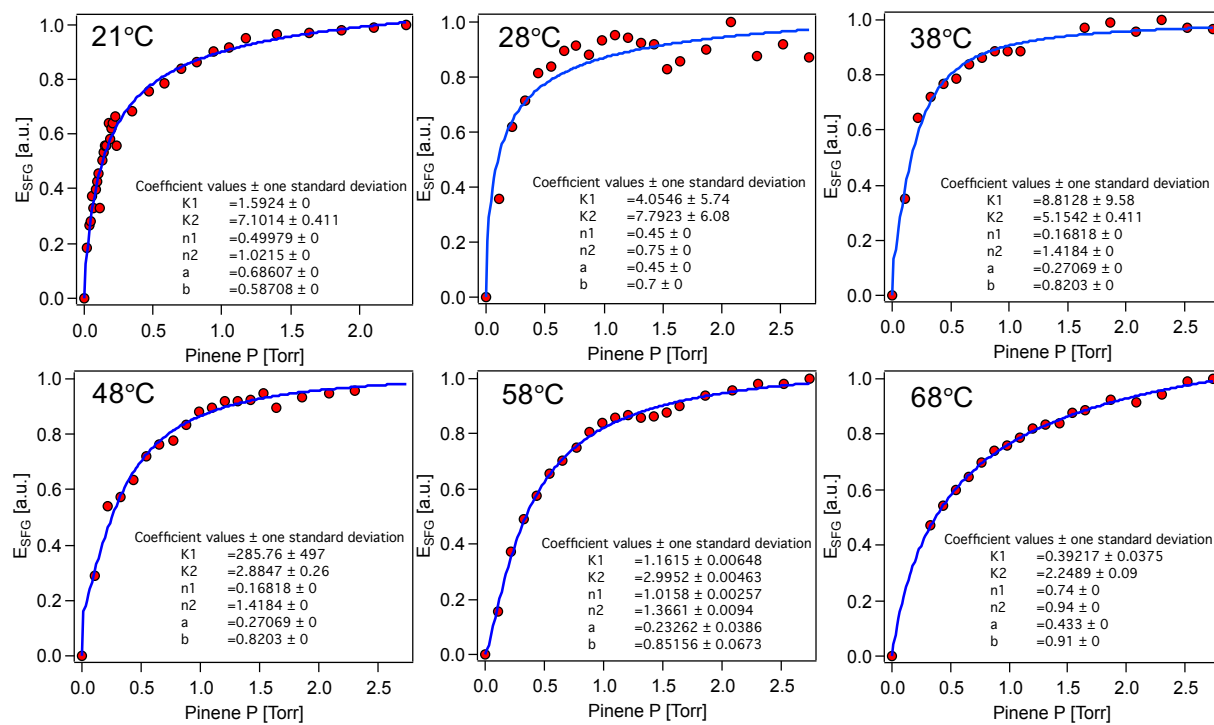 21°C
1.0
0.8
0.6
0.4
0.2
0.0
E_SFG [a.u.]
Coefficient values ± one standard deviation
K1 =1.5924 ± 0
K2 =7.1014 ± 0.411
n1 =0.49979 ± 0
n2 =1.0215 ± 0
a =0.68607 ± 0
b =0.58708 ± 0
0.0 0.5 1.0 1.5 2.0
Pinene P [Torr]
28°C
1.0
0.8
0.6
0.4
0.2
0.0
E_SFG [a.u.]
Coefficient values ± one standard deviation
K1 =4.0546 ± 5.74
K2 =7.7923 ± 6.08
n1 =0.45 ± 0
n2 =0.75 ± 0
a =0.45 ± 0
b =0.7 ± 0
0.0 0.5 1.0 1.5 2.0 2.5
Pinene P [Torr]
38°C
1.0
0.8
0.6
0.4
0.2
0.0
E_SFG [a.u.]
Coefficient values ± one standard deviation
K1 =8.8128 ± 9.58
K2 =5.1542 ± 0.411
n1 =0.16818 ± 0
n2 =1.4184 ± 0
a =0.27069 ± 0
b =0.8203 ± 0
0.0 0.5 1.0 1.5 2.0 2.5
Pinene P [Torr]
48°C
1.0
0.8
0.6
0.4
0.2
0.0
E_SFG [a.u.]
Coefficient values ± one standard deviation
K1 =285.76 ± 497
K2 =2.8847 ± 0.26
n1 =0.16818 ± 0
n2 =1.4184 ± 0
a =0.27069 ± 0
b =0.8203 ± 0
0.0 0.5 1.0 1.5 2.0 2.5
Pinene P [Torr]
58°C
1.0
0.8
0.6
0.4
0.2
0.0
E_SFG [a.u.]
Coefficient values ± one standard deviation
K1 =1.1615 ± 0.00648
K2 =2.9952 ± 0.00463
n1 =1.0158 ± 0.00257
n2 =1.3661 ± 0.0094
a =0.23262 ± 0.0386
b =0.85156 ± 0.0673
0.0 0.5 1.0 1.5 2.0 2.5
Pinene P [Torr]
68°C
1.0
0.8
0.6
0.4
0.2
0.0
E_SFG [a.u.]
Coefficient values ± one standard deviation
K1 =0.39217 ± 0.0375
K2 =2.2489 ± 0.09
n1 =0.74 ± 0
n2 =0.94 ± 0
a =0.433 ± 0
b =0.91 ± 0
0.0 0.5 1.0 1.5 2.0 2.5
Pinene P [Torr]